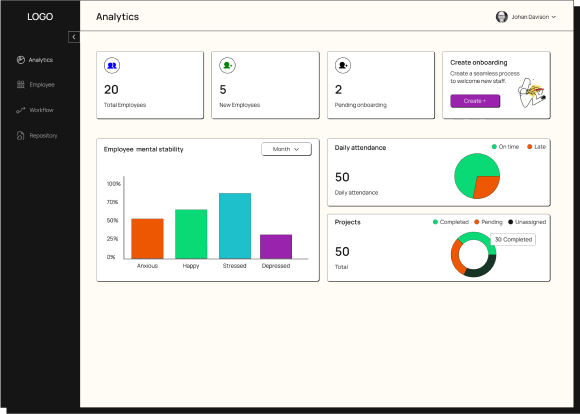 LOGO
Analytics
Johan Davison
Analytics
Employee
Workflow
Repository
20
Total Employees
5
New Employees
2
Pending onboarding
Create onboarding
Create a seamless process
to welcome new staff.
Create +
Employee mental stability
Month
100%
70%
50%
25%
0%
Anxious
Happy
Stressed
Depressed
Daily attendance
On time
Late
50
Daily attendance
Projects
Completed
Pending
Unassigned
50
Total
30 Completed